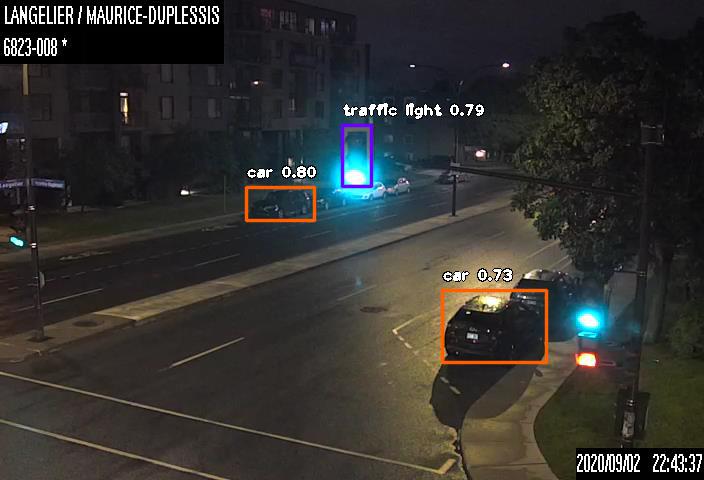 LANGELIER / MAURICE-DUPLESSIS
6823-008 *
traffic light 0.79
car 0.80
Langelier
car 0.73
2020/09/02 22:43:37